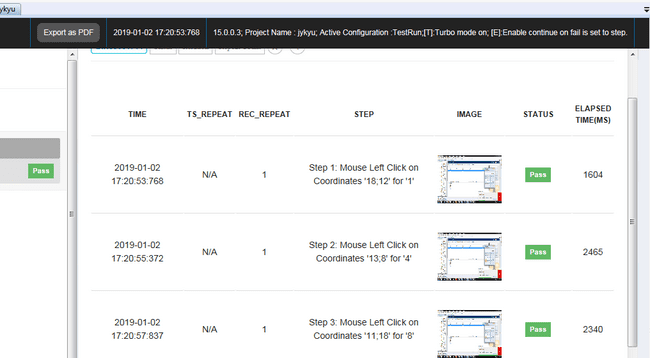 jykyu
Export as PDF
2019-01-02 17:20:53:768
15.0.0.3; Project Name : jykyu; Active Configuration :TestRun;[T]:Turbo mode on; [E]:Enable continue on fail is set to step.
TIME TS_REPEAT REC_REPEAT STEP IMAGE STATUS ELAPSED
TIME(MS)
Pass
2019-01-02
17:20:53:768
N/A
1
Step 1: Mouse Left Click on
Coordinates '18;12' for '1'
Pass
1604
2019-01-02
17:20:55:372
N/A
1
Step 2: Mouse Left Click on
Coordinates '13;8' for '4'
Pass
2465
2019-01-02
17:20:57:837
N/A
1
Step 3: Mouse Left Click on
Coordinates '11;18' for '8'
Pass
2340